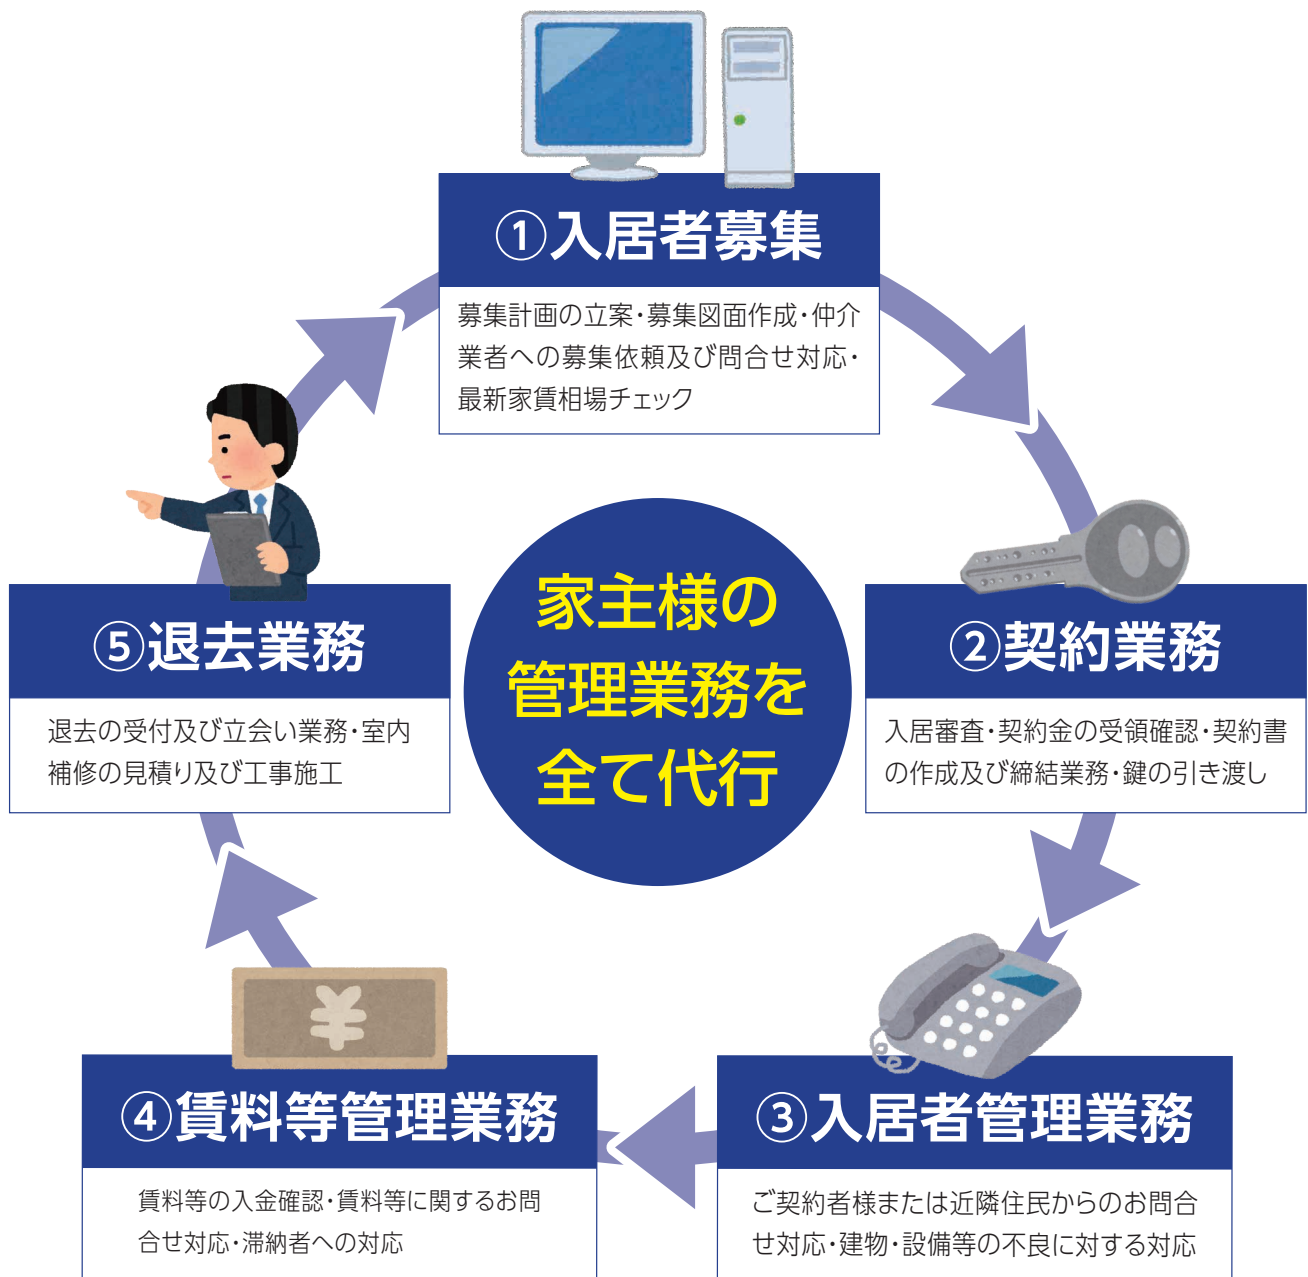 ①入居者募集
募集計画の立案・募集図面作成・仲介
業者への募集依頼及び問合せ対応・
最新家賃相場チェック
家主様の
管理業務を
全て代行
②契約業務
入居審査・契約金の受領確認・契約書
の作成及び締結業務・鍵の引き渡し
③入居者管理業務
ご契約者様または近隣住民からのお問合
せ対応・建物・設備等の不良に対する対応
④賃料等管理業務
賃料等の入金確認・賃料等に関するお問
合せ対応・滞納者への対応
⑤退去業務
退去の受付及び立会い業務・室内
補修の見積り及び工事施工
¥